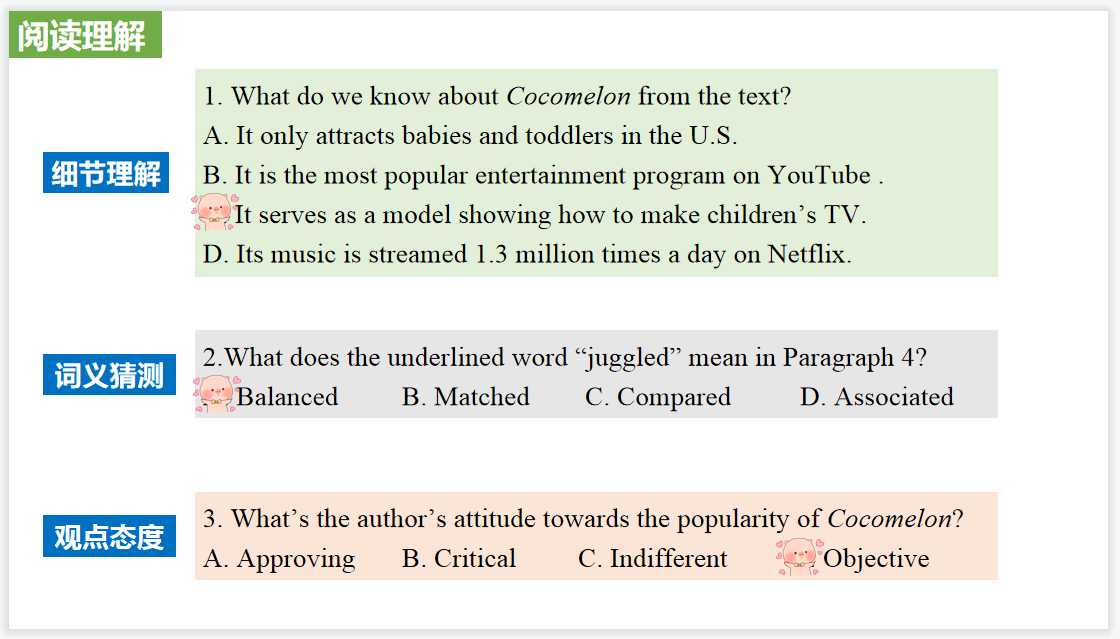 阅读理解
细节理解
1. What do we know about Cocomelon from the text?
A. It only attracts babies and toddlers in the U.S.
B. It is the most popular entertainment program on YouTube .
It serves as a model showing how to make children’s TV.
D. Its music is streamed 1.3 million times a day on Netflix.
词义猜测
2.What does the underlined word “juggled” mean in Paragraph 4?
Balanced B. Matched C. Compared D. Associated
观点态度
3. What’s the author’s attitude towards the popularity of Cocomelon?
A. Approving B. Critical C. Indifferent Objective